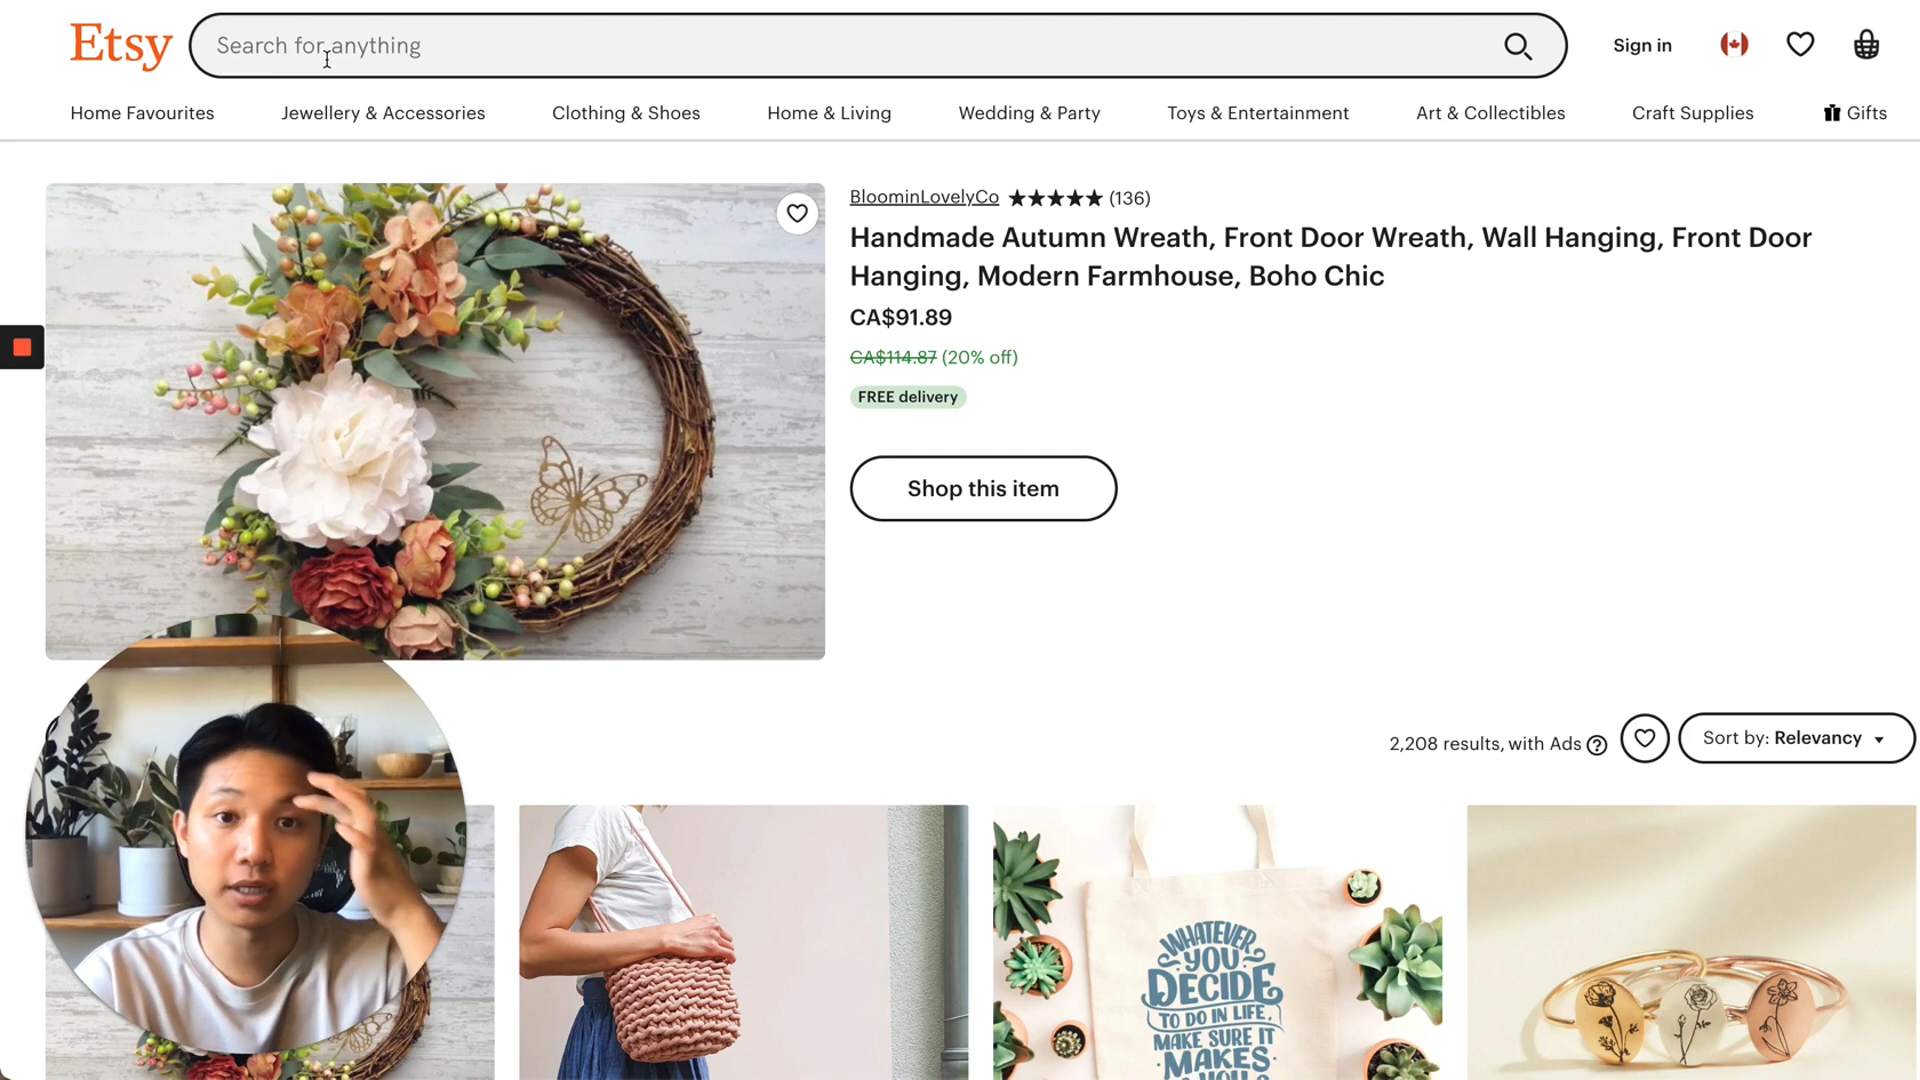 Etsy
Search for anything
Sign in
Home Favourites
Jewellery & Accessories
Clothing & Shoes
Home & Living
Wedding & Party
Toys & Entertainment
Art & Collectibles
Craft Supplies
Gifts
BloominLovelyCo ★★★★★ (136)
Handmade Autumn Wreath, Front Door Wreath, Wall Hanging, Front Door
Hanging, Modern Farmhouse, Boho Chic
CA$91.89
CA$114.87 (20% off)
FREE delivery
Shop this item
2,208 results, with Ads ?
Sort by: Relevancy
WHATEVER
YOU
DECIDE
TO DO IN LIFE,
MAKE SURE IT
MAKES
YOU